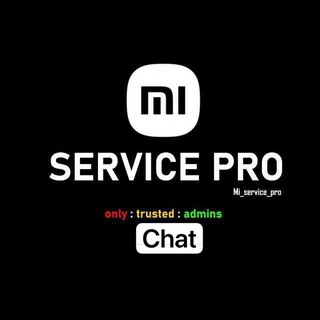 mi
SERVICE PRO
Mi_service_pro
only : trusted : admins
Chat